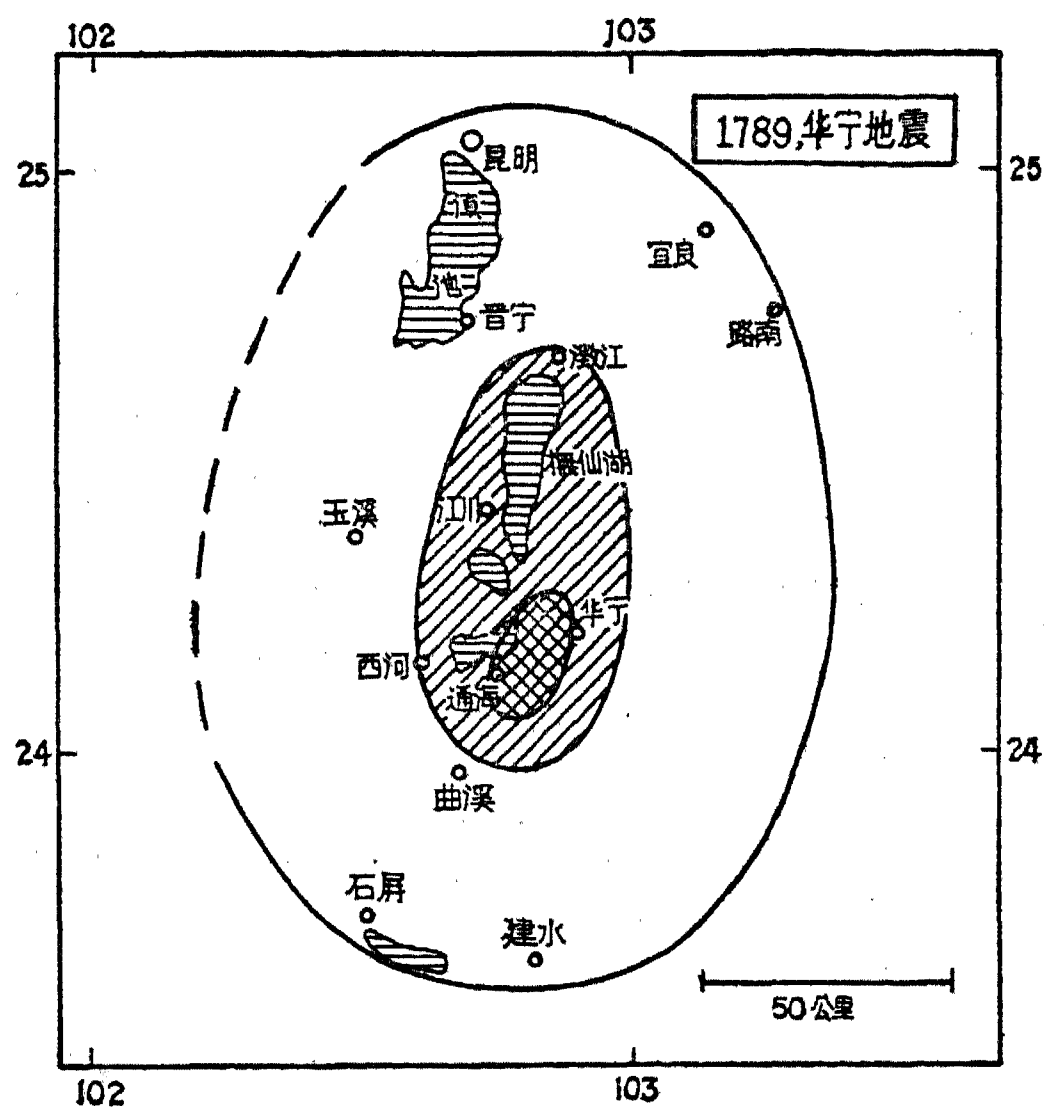 102
103
1789,华宁地震
25
25
昆明
滇
池
宜良
晋宁
路南
澂江
撫仙湖
江川
玉溪
华宁
西河
通海
24
24
曲溪
石屏
建水
50公里
102
103